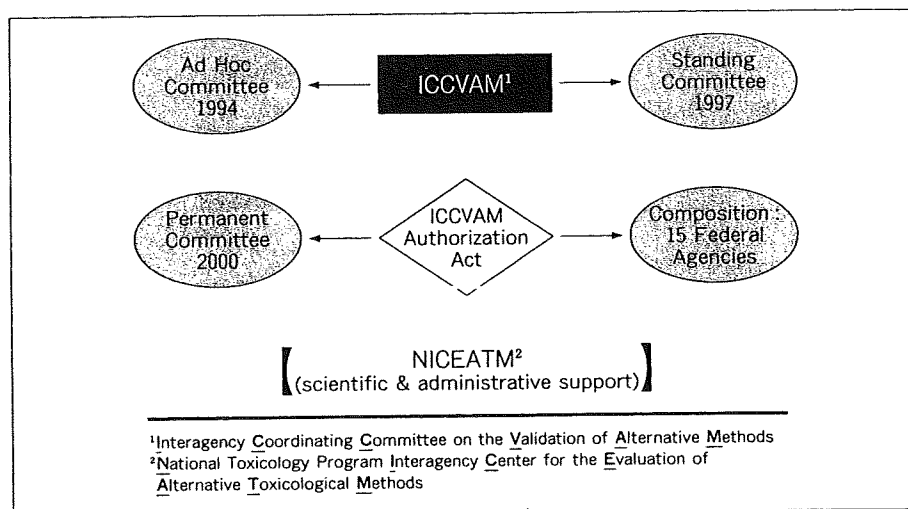 Ad Hoc
Committee
1994
ICCVAM¹
Standing
Committee
1997
Permanent
Committee
2000
ICCVAM
Authorization
Act
Composition :
15 Federal
Agencies
NICEATM²
(scientific & administrative support)
¹Interagency Coordinating Committee on the Validation of Alternative Methods
²National Toxicology Program Interagency Center for the Evaluation of
Alternative Toxicological Methods